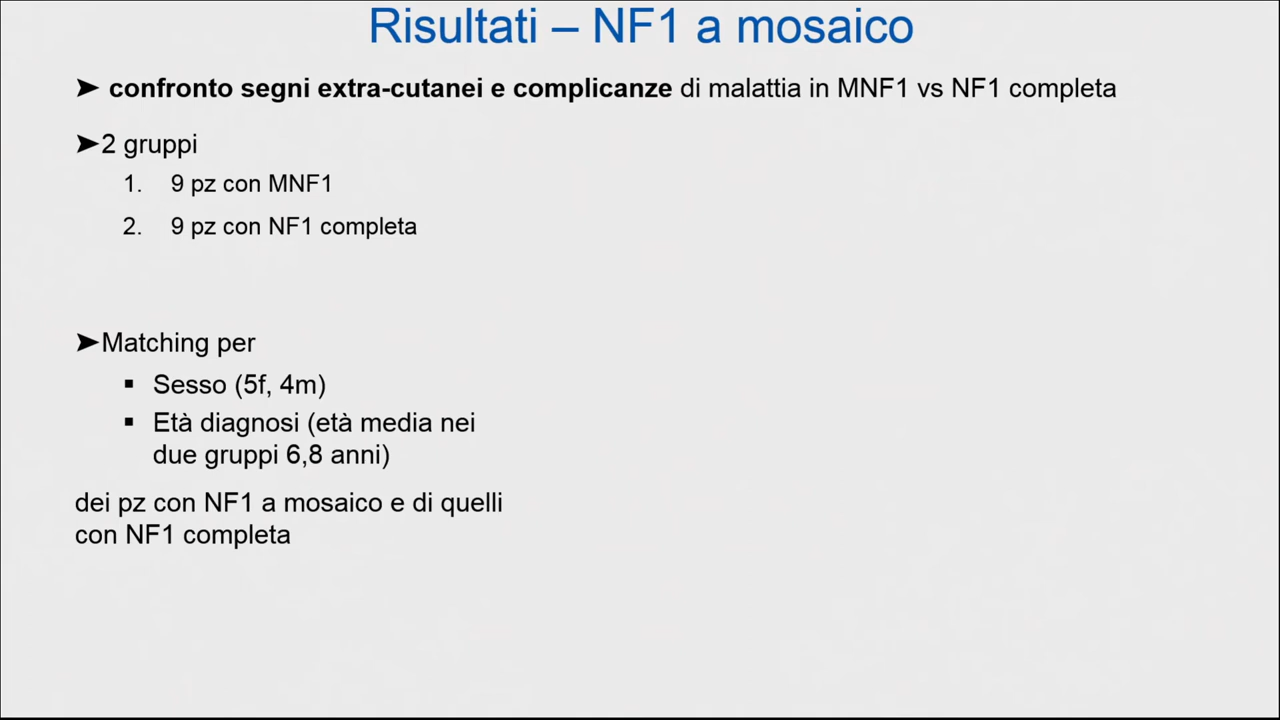 Risultati – NF1 a mosaico
➤ confronto segni extra-cutanei e complicanze di malattia in MNF1 vs NF1 completa
➤2 gruppi
1. 9 pz con MNF1
2. 9 pz con NF1 completa
➤Matching per
▪ Sesso (5f, 4m)
▪ Età diagnosi (età media nei
due gruppi 6,8 anni)
dei pz con NF1 a mosaico e di quelli
con NF1 completa